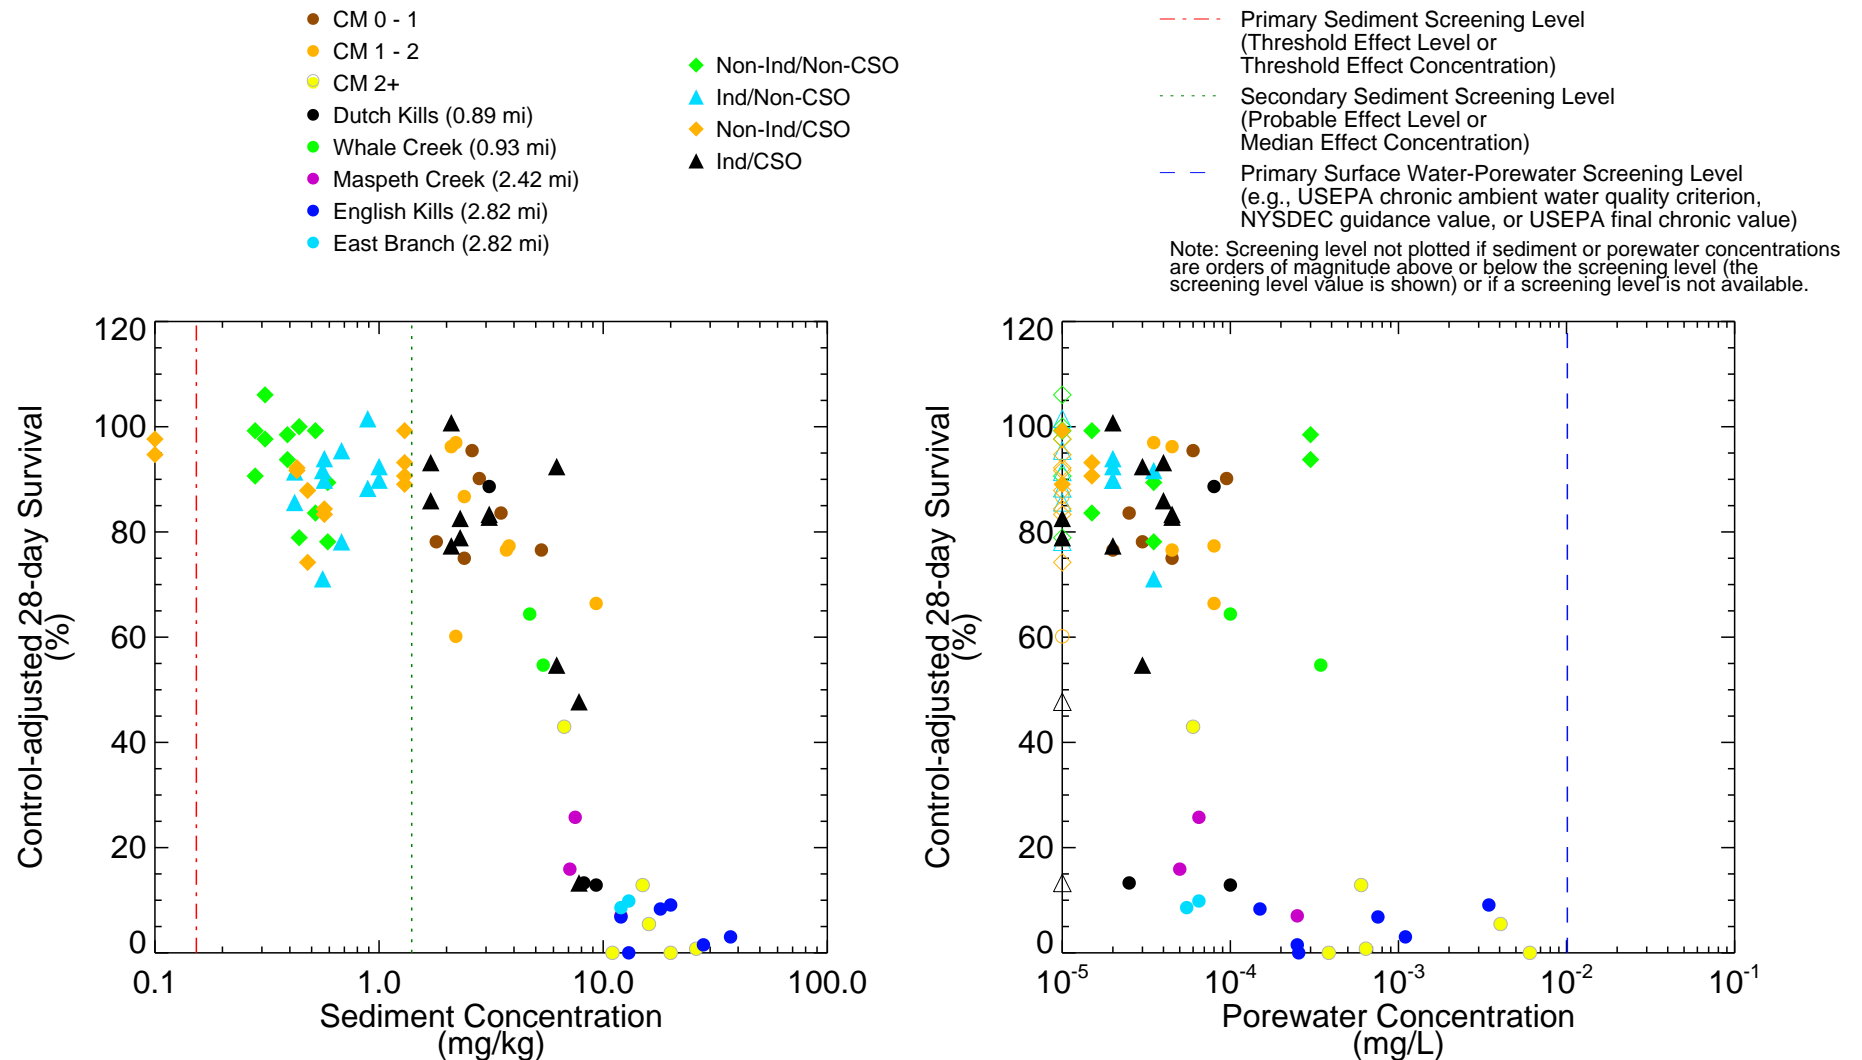 CM 0 - 1
CM 1 - 2
CM 2+
Dutch Kills (0.89 mi)
Whale Creek (0.93 mi)
Maspeth Creek (2.42 mi)
English Kills (2.82 mi)
East Branch (2.82 mi)
Non-Ind/Non-CSO
Ind/Non-CSO
Non-Ind/CSO
Ind/CSO
Primary Sediment Screening Level
(Threshold Effect Level or
Threshold Effect Concentration)
Secondary Sediment Screening Level
(Probable Effect Level or
Median Effect Concentration)
Primary Surface Water-Porewater Screening Level
(e.g., USEPA chronic ambient water quality criterion,
NYSDEC guidance value, or USEPA final chronic value)
Note: Screening level not plotted if sediment or porewater concentrations
are orders of magnitude above or below the screening level (the
screening level value is shown) or if a screening level is not available.
Control-adjusted 28-day Survival
(%)
120
100
80
60
40
20
0
0.1 1.0 10.0 100.0
Sediment Concentration
(mg/kg)
Control-adjusted 28-day Survival
(%)
120
100
80
60
40
20
0
10-5 10-4 10-3 10-2 10-1
Porewater Concentration
(mg/L)